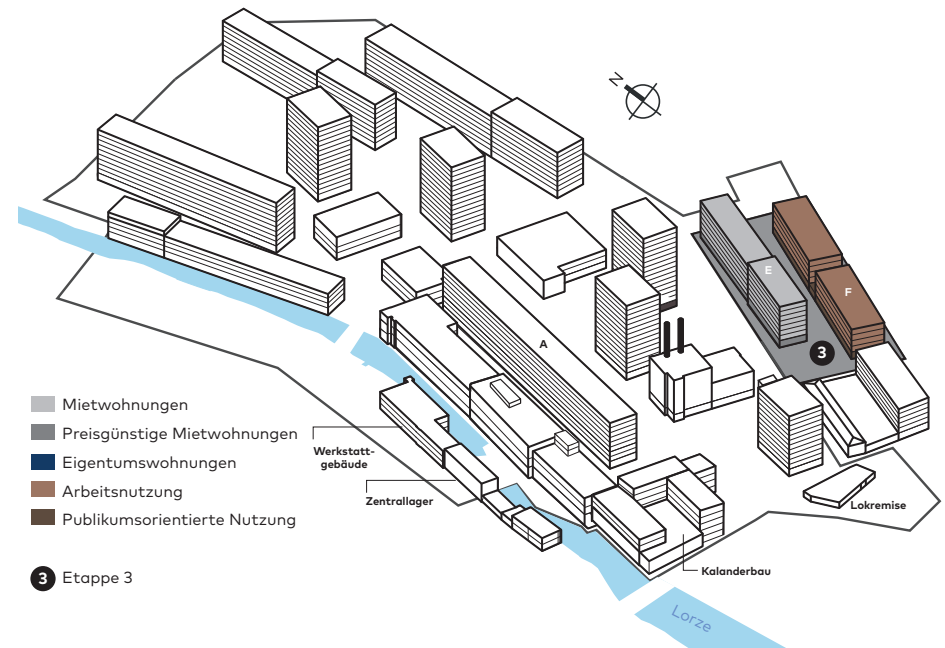 N
E
F
3
A
Mietwohnungen
Preisgünstige Mietwohnungen
Eigentumswohnungen
Arbeitsnutzung
Publikumsorientierte Nutzung
3 Etappe 3
Werkstatt-
gebäude
Zentrallager
Lokremise
Kalanderbau
Lorze